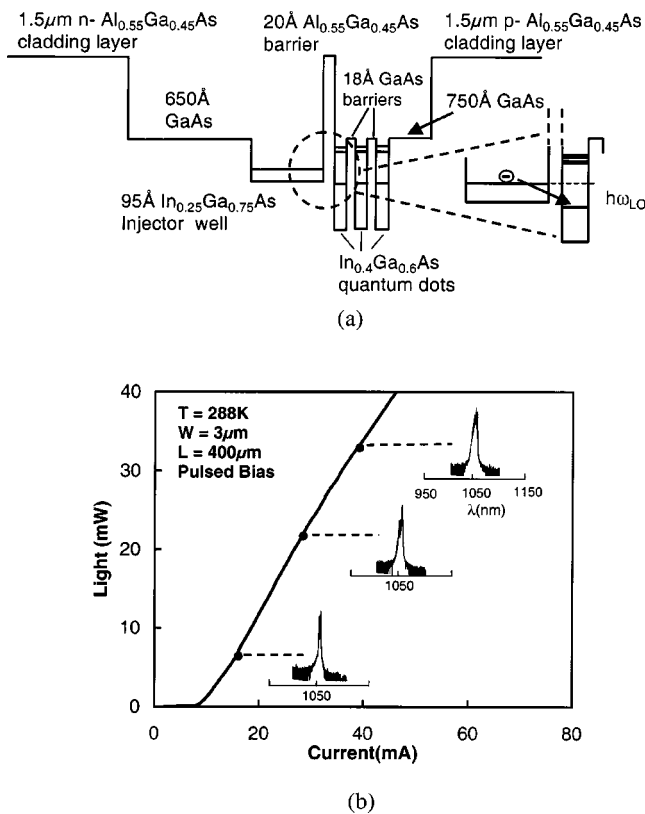 1.5µm n- Al0.55Ga0.45As
cladding layer
20Å Al0.55Ga0.45As
barrier
1.5µm p- Al0.55Ga0.45As
cladding layer
650Å
GaAs
18Å GaAs
barriers
750Å GaAs
95Å In0.25Ga0.75As
Injector well
In0.4Ga0.6As
quantum dots
hωLO
(a)
T = 288K
W = 3µm
L = 400µm
Pulsed Bias
Light (mW)
40
30
20
10
0
950 1050 1150
λ(nm)
1050
1050
0 20 40 60 80
Current(mA)
(b)